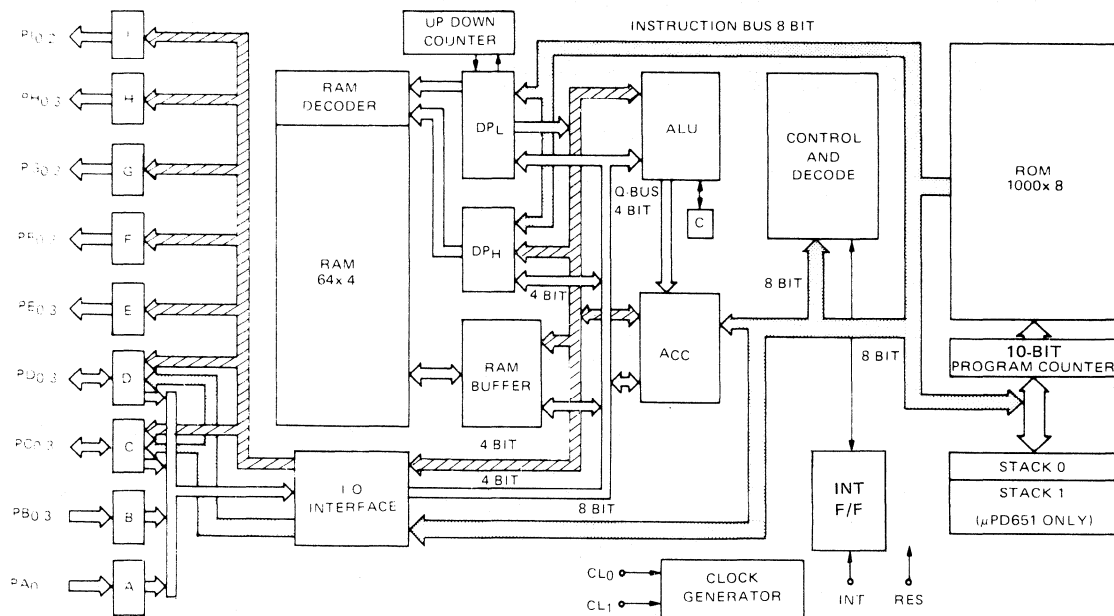 UP DOWN
COUNTER
INSTRUCTION BUS 8 BIT
I
H
PH0-3
G
F
PE0-3
E
PD0-3
D
PC0-3
C
PB0-3
B
PA0
A
RAM
DECODER
RAM
64x 4
DPL
DPH
4 BIT
RAM
BUFFER
4 BIT
4 BIT
8 BIT
I O
INTERFACE
ALU
Q-BUS
4 BIT
C
ACC
CONTROL
AND
DECODE
8 BIT
8 BIT
ROM
1000x 8
10-BIT
PROGRAM COUNTER
STACK 0
STACK 1
(μPD651 ONLY)
INT
F/F
INT
RES
CL0
CL1
CLOCK
GENERATOR